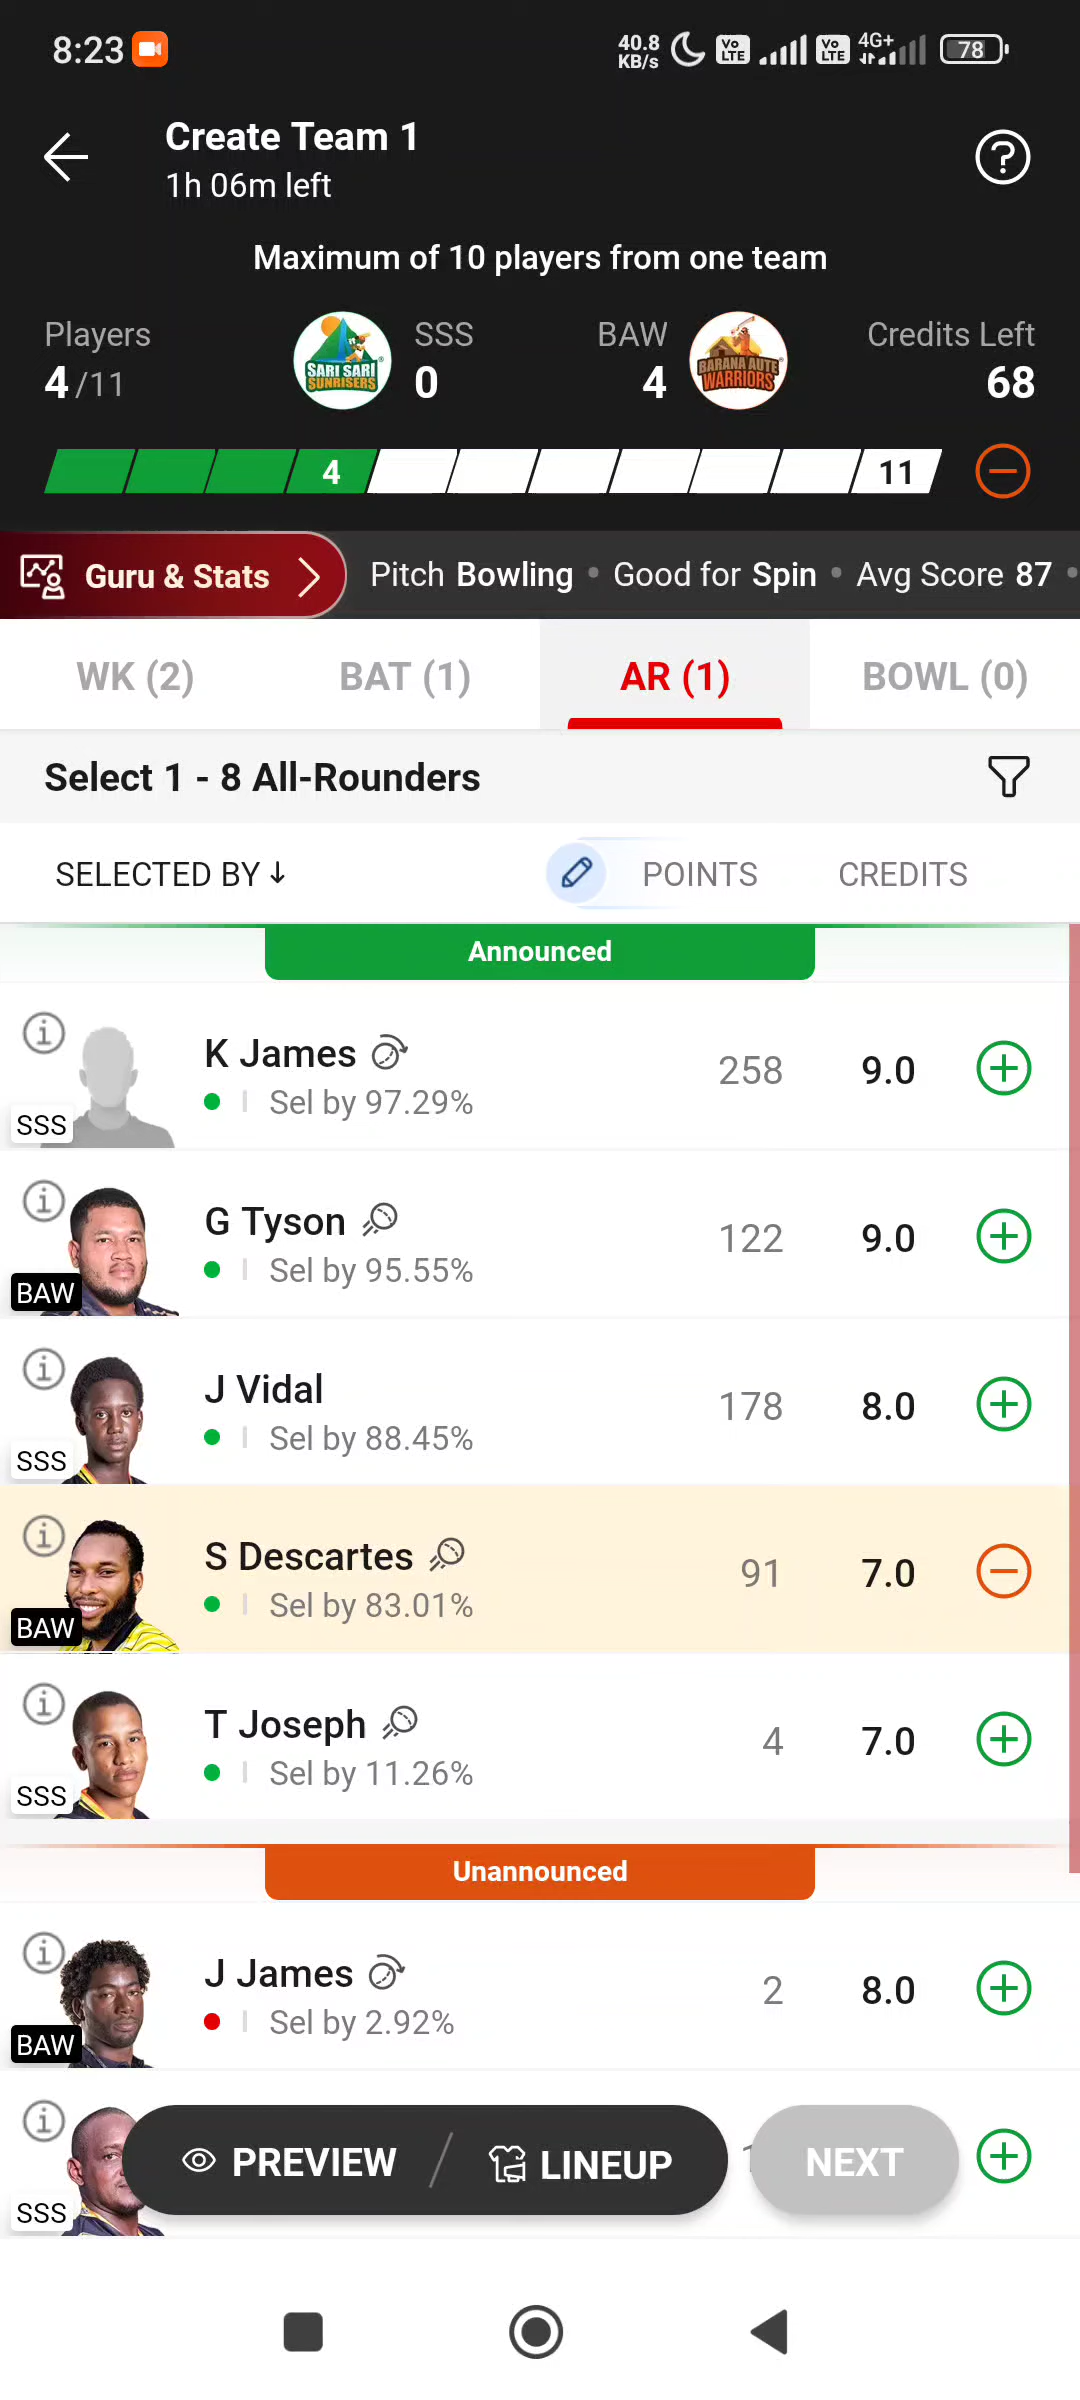 8:23
40.8
KB/s
Vo
LTE
Vo
LTE
4G+
78
Create Team 1
1h 06m left
Maximum of 10 players from one team
Players
4/11
SARI SARI
SUNRISERS
SSS
0
BAW
4
BARANA AUTE
WARRIORS
Credits Left
68
4
11
Guru & Stats
Pitch Bowling • Good for Spin • Avg Score 87 •
WK (2)
BAT (1)
AR (1)
BOWL (0)
Select 1 - 8 All-Rounders
SELECTED BY ↓
POINTS
CREDITS
Announced
K James
258
9.0
Sel by 97.29%
SSS
G Tyson
122
9.0
Sel by 95.55%
BAW
J Vidal
178
8.0
Sel by 88.45%
SSS
S Descartes
91
7.0
Sel by 83.01%
BAW
T Joseph
4
7.0
Sel by 11.26%
SSS
Unannounced
J James
2
8.0
Sel by 2.92%
BAW
SSS
PREVIEW
LINEUP
NEXT